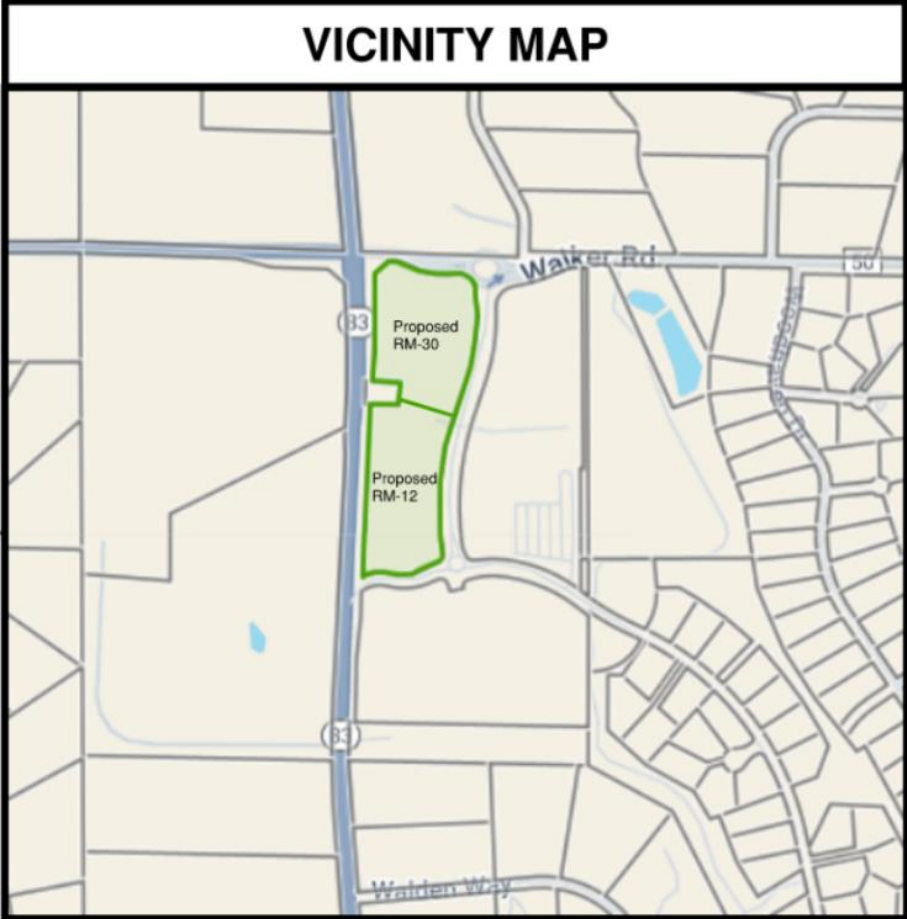 VICINITY MAP
Walker Rd.
50
83
Proposed
RM-30
Proposed
RM-12
83
Walden Way